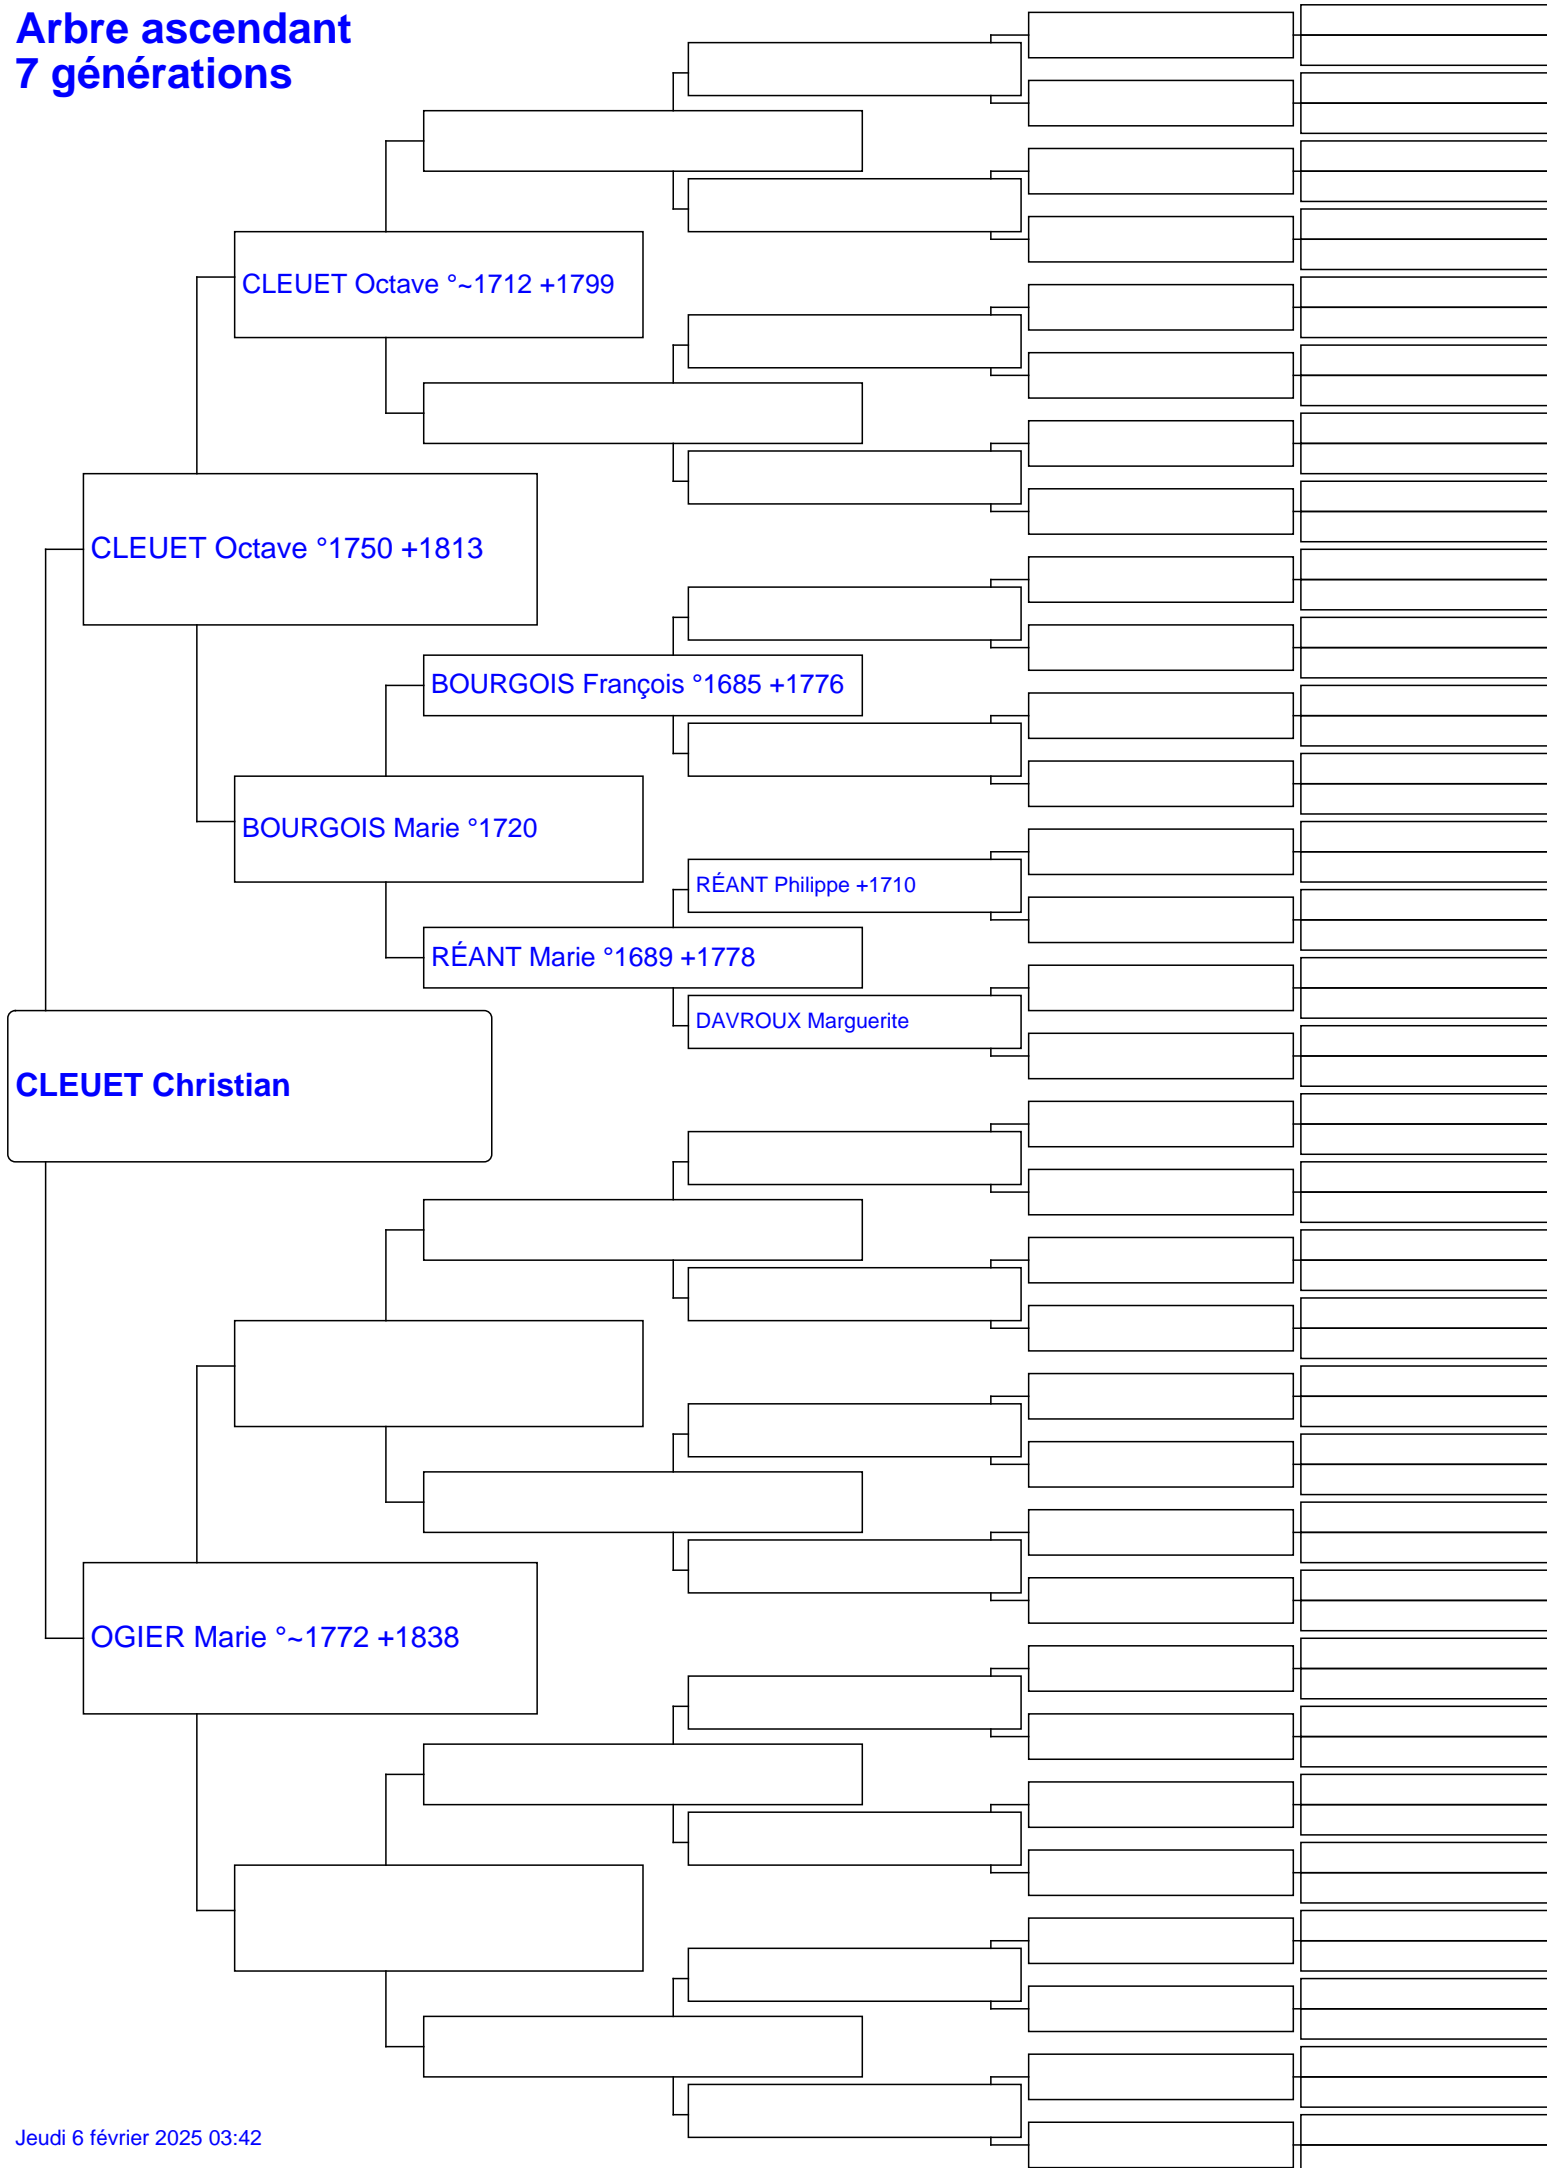 Arbre ascendant
7 générations
CLEUET Octave °~1712 +1799
CLEUET Octave °1750 +1813
BOURGOIS François °1685 +1776
BOURGOIS Marie °1720
RÉANT Philippe +1710
RÉANT Marie °1689 +1778
DAVROUX Marguerite
CLEUET Christian
OGIER Marie °~1772 +1838
Jeudi 6 février 2025 03:42